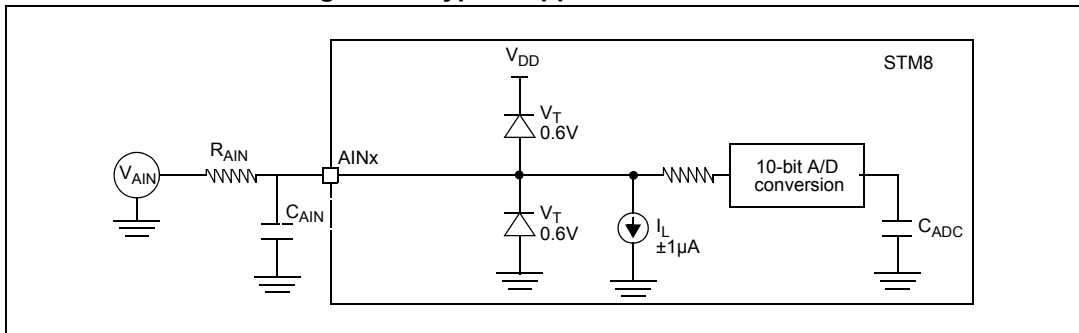 STM8
V_DD
V_T
0.6V
R_AIN
AINx
V_AIN
10-bit A/D
conversion
C_AIN
V_T
0.6V
I_L
±1µA
C_ADC